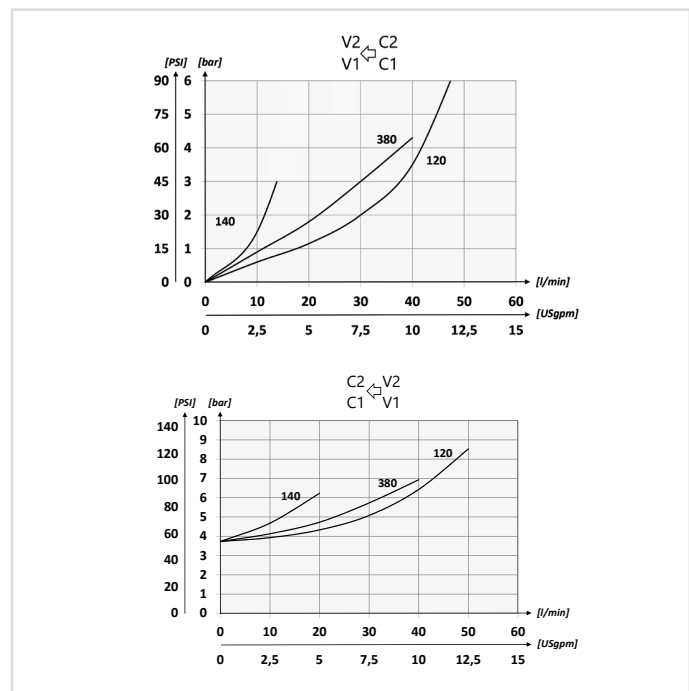 V2 C2
V1 C1
[PSI] [bar]
90 6
75 5
60 4
380
120
45 3
30 2
140
15 1
0 0
0 10 20 30 40 50 60 [l/min]
[USgpm]
0 2,5 5 7,5 10 12,5 15
C2 V2
C1 V1
[PSI] [bar]
10
140
9
120 8
120
100 7
380
6
140
80
5
60 4
40 3
2
20
1
0 0
0 10 20 30 40 50 60 [l/min]
[USgpm]
0 2,5 5 7,5 10 12,5 15